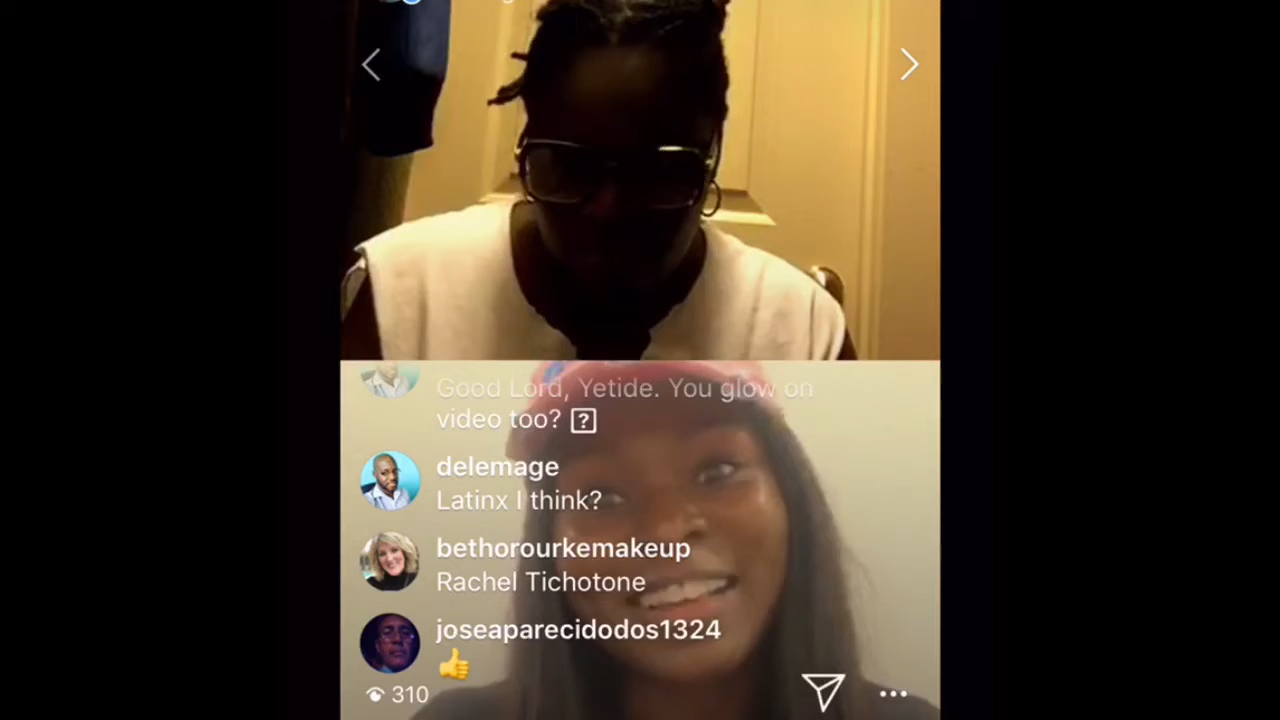 Good Lord, Yetide. You glow on
video too?
delemage
Latinx I think?
bethorourkemakeup
Rachel Tichotone
joseaparecidodos1324
310